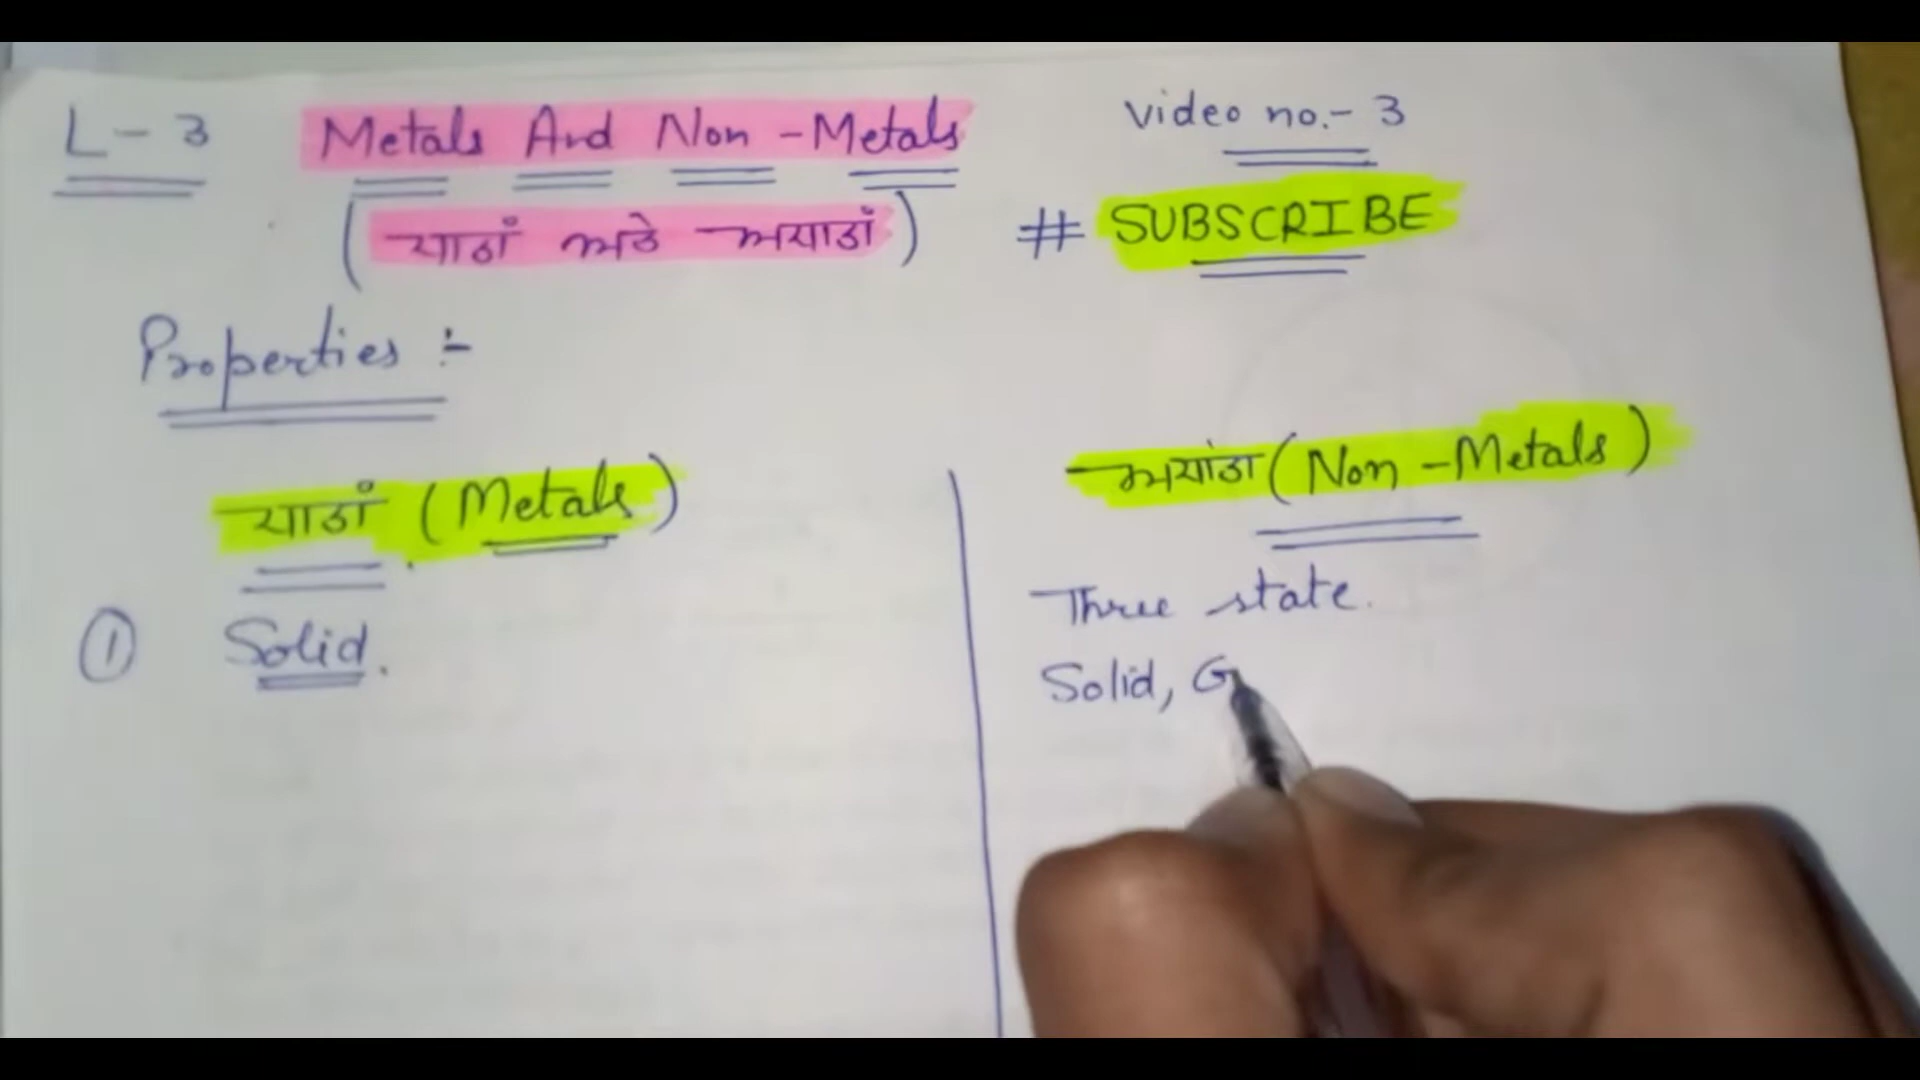 L-3 Metals And Non-Metals Video no.- 3
(ਧਾਤਾਂ ਅਤੇ ਅਧਾਤਾਂ) # SUBSCRIBE
Properties :-
ਧਾਤਾਂ (Metals)
ਅਧਾਂਤਾ (Non-Metals)
① Solid.
Three state.
Solid, G